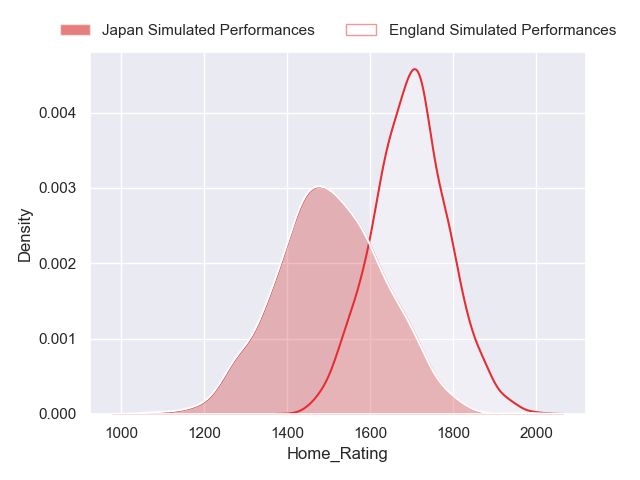 Japan Simulated Performances England Simulated Performances
0.004
0.003
0.002
0.001
0.000
Density
1000 1200 1400 1600 1800 2000
Home_Rating